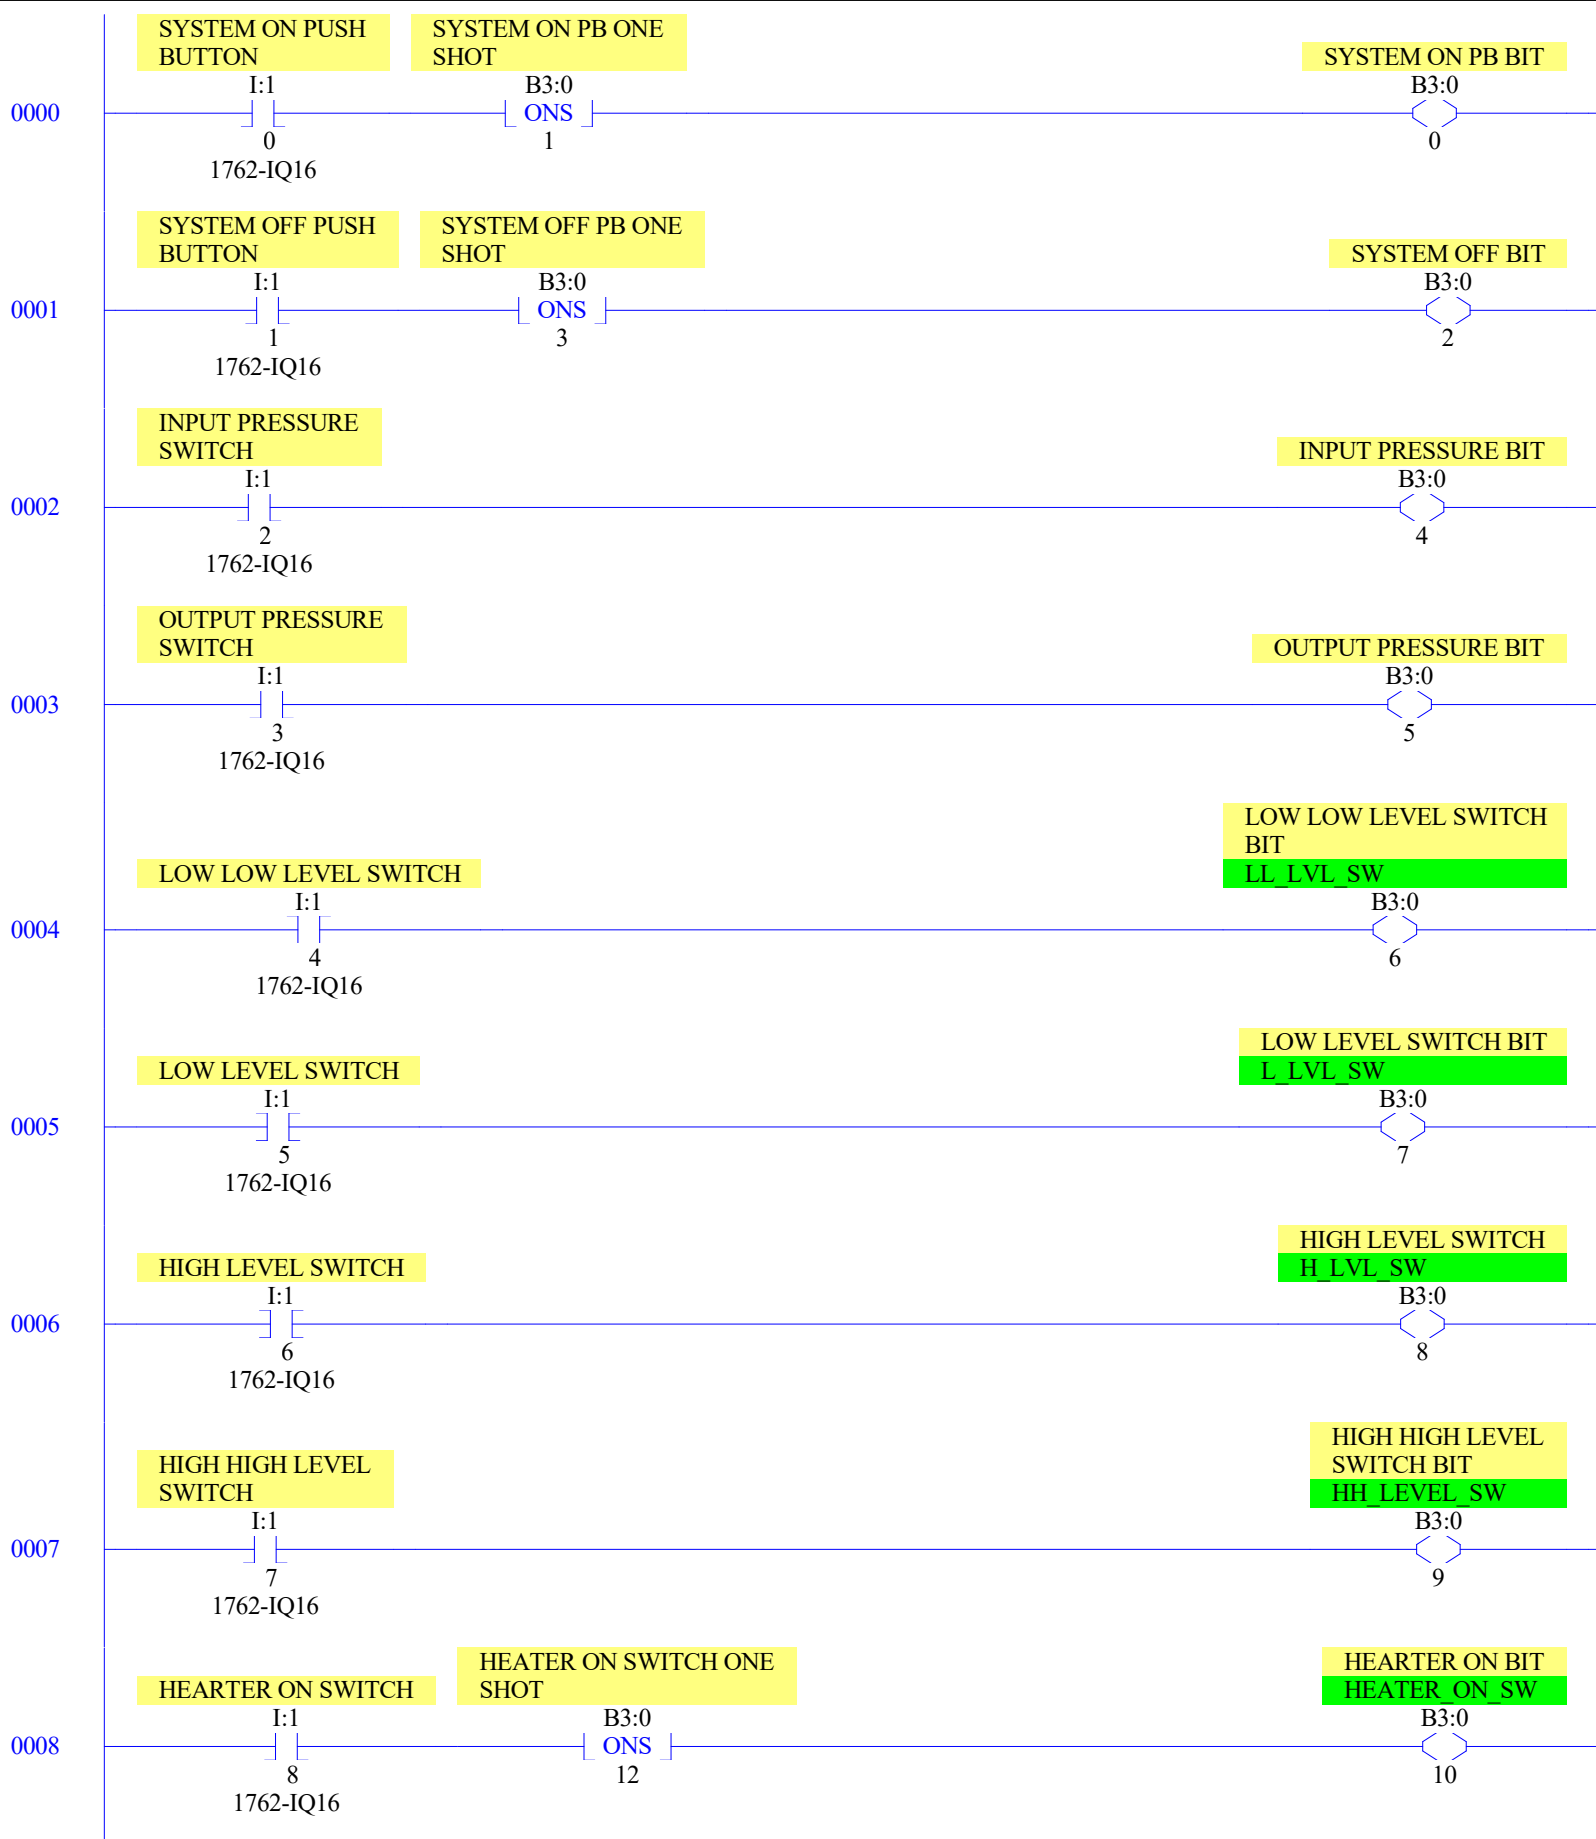 SYSTEM ON PUSH
BUTTON
SYSTEM ON PB ONE
SHOT
SYSTEM ON PB BIT
I:1
B3:0
B3:0
0000
ONS
0
1
0
1762-IQ16
SYSTEM OFF PUSH
BUTTON
SYSTEM OFF PB ONE
SHOT
SYSTEM OFF BIT
I:1
B3:0
B3:0
0001
ONS
1
3
2
1762-IQ16
INPUT PRESSURE
SWITCH
INPUT PRESSURE BIT
I:1
B3:0
0002
2
4
1762-IQ16
OUTPUT PRESSURE
SWITCH
OUTPUT PRESSURE BIT
I:1
B3:0
0003
3
5
1762-IQ16
LOW LOW LEVEL SWITCH
BIT
LOW LOW LEVEL SWITCH
LL_LVL_SW
I:1
B3:0
0004
4
6
1762-IQ16
LOW LEVEL SWITCH BIT
LOW LEVEL SWITCH
L_LVL_SW
I:1
B3:0
0005
5
7
1762-IQ16
HIGH LEVEL SWITCH
HIGH LEVEL SWITCH
H_LVL_SW
I:1
B3:0
0006
6
8
1762-IQ16
HIGH HIGH LEVEL
SWITCH BIT
HIGH HIGH LEVEL
SWITCH
HH_LEVEL_SW
I:1
B3:0
0007
7
9
1762-IQ16
HEATER ON SWITCH ONE
SHOT
HEARTER ON BIT
HEARTER ON SWITCH
HEATER_ON_SW
I:1
B3:0
B3:0
0008
ONS
8
12
10
1762-IQ16